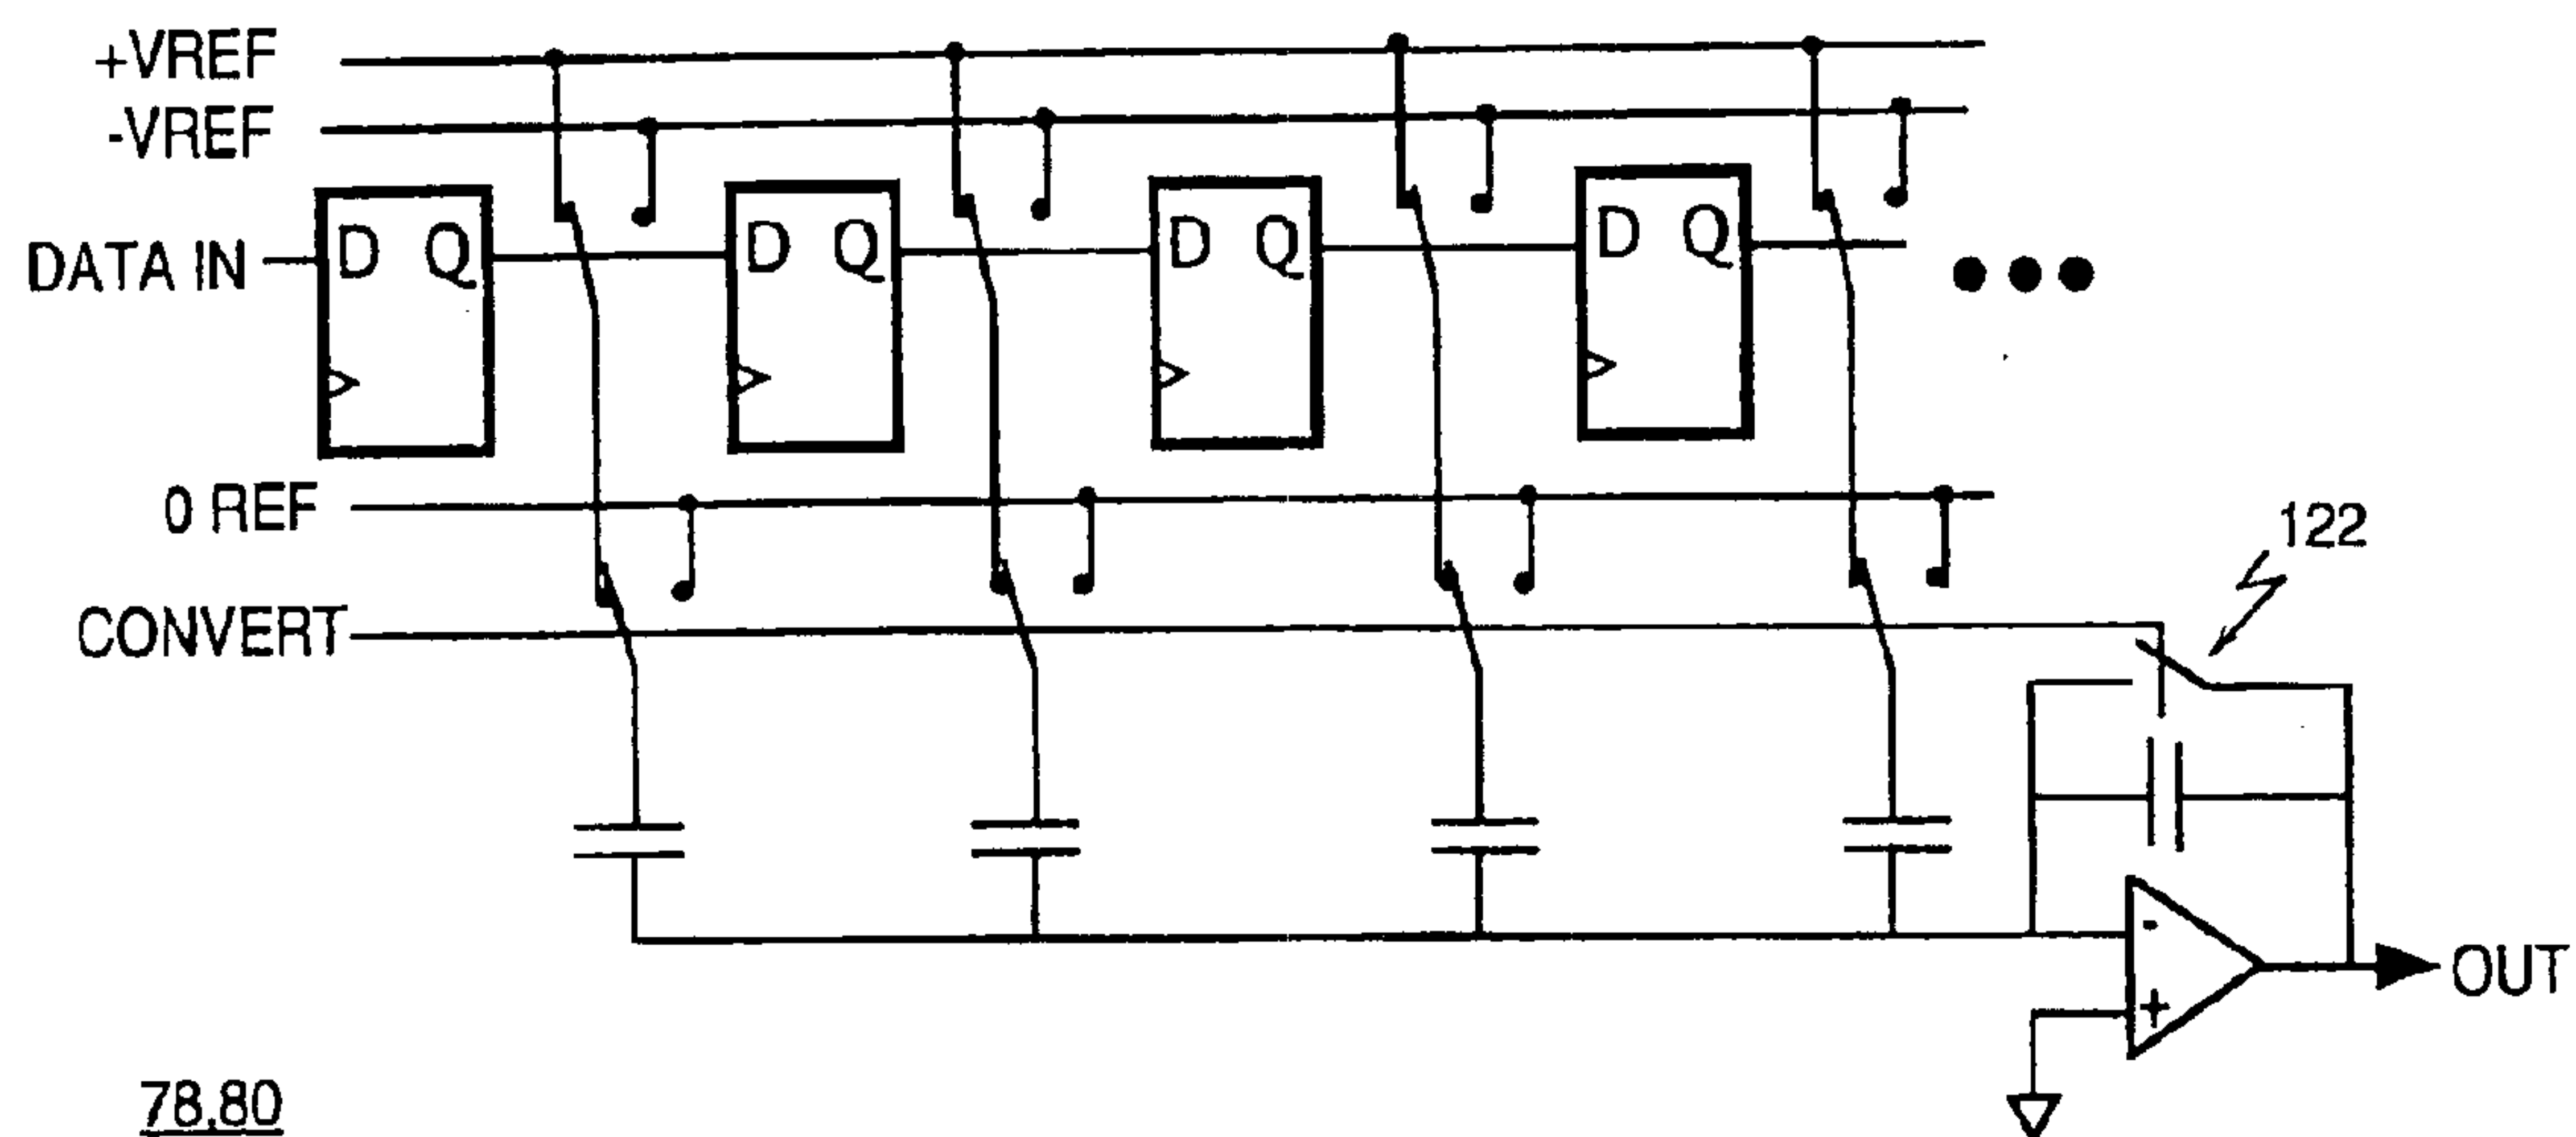 +VREF
-VREF
DATA IN
D Q
D Q
D Q
D Q
0 REF
122
CONVERT
-
+
OUT
78.80